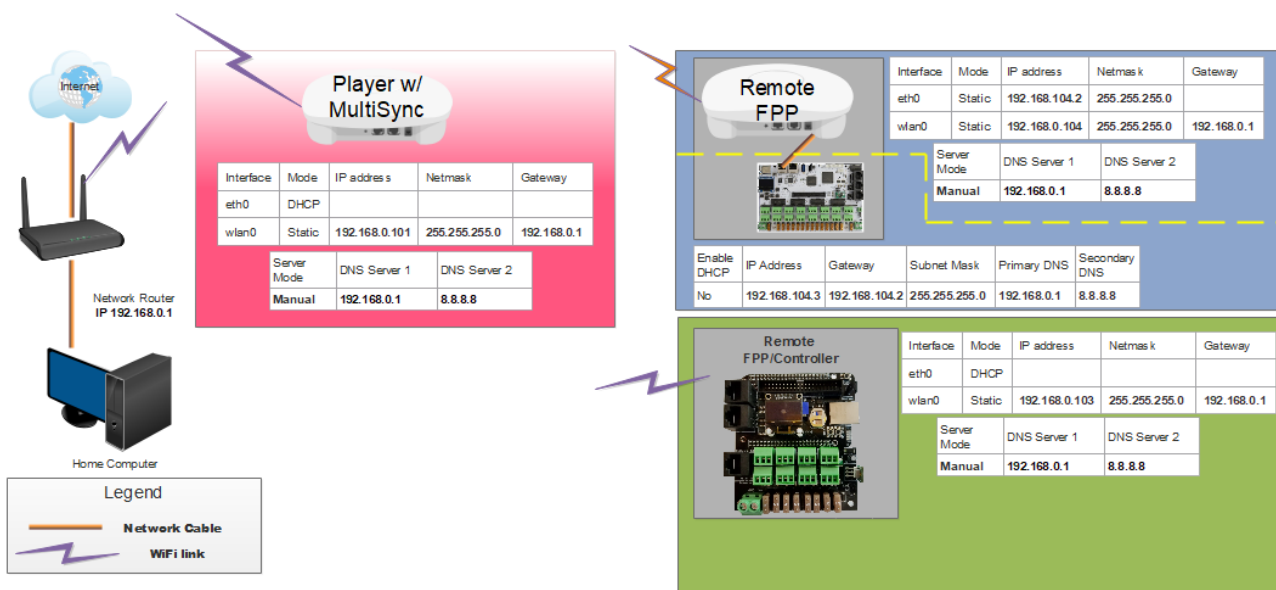 Internet
Network Router
IP 192.168.0.1
Home Computer
Legend
Network Cable
WiFi link
Player w/
MultiSync
Interface Mode IP address Netmask Gateway
eth0 DHCP
wlan0 Static 192.168.0.101 255.255.255.0 192.168.0.1
Server
Mode DNS Server 1 DNS Server 2
Manual 192.168.0.1 8.8.8.8
Remote
FPP
Interface Mode IP address Netmask Gateway
eth0 Static 192.168.104.2 255.255.255.0
wlan0 Static 192.168.0.104 255.255.255.0 192.168.0.1
Server
Mode DNS Server 1 DNS Server 2
Manual 192.168.0.1 8.8.8.8
Enable
DHCP IP Address Gateway Subnet Mask Primary DNS Secondary
DNS
No 192.168.104.3 192.168.104.2 255.255.255.0 192.168.0.1 8.8.8.8
Remote
FPP/Controller
Interface Mode IP address Netmask Gateway
eth0 DHCP
wlan0 Static 192.168.0.103 255.255.255.0 192.168.0.1
Server
Mode DNS Server 1 DNS Server 2
Manual 192.168.0.1 8.8.8.8